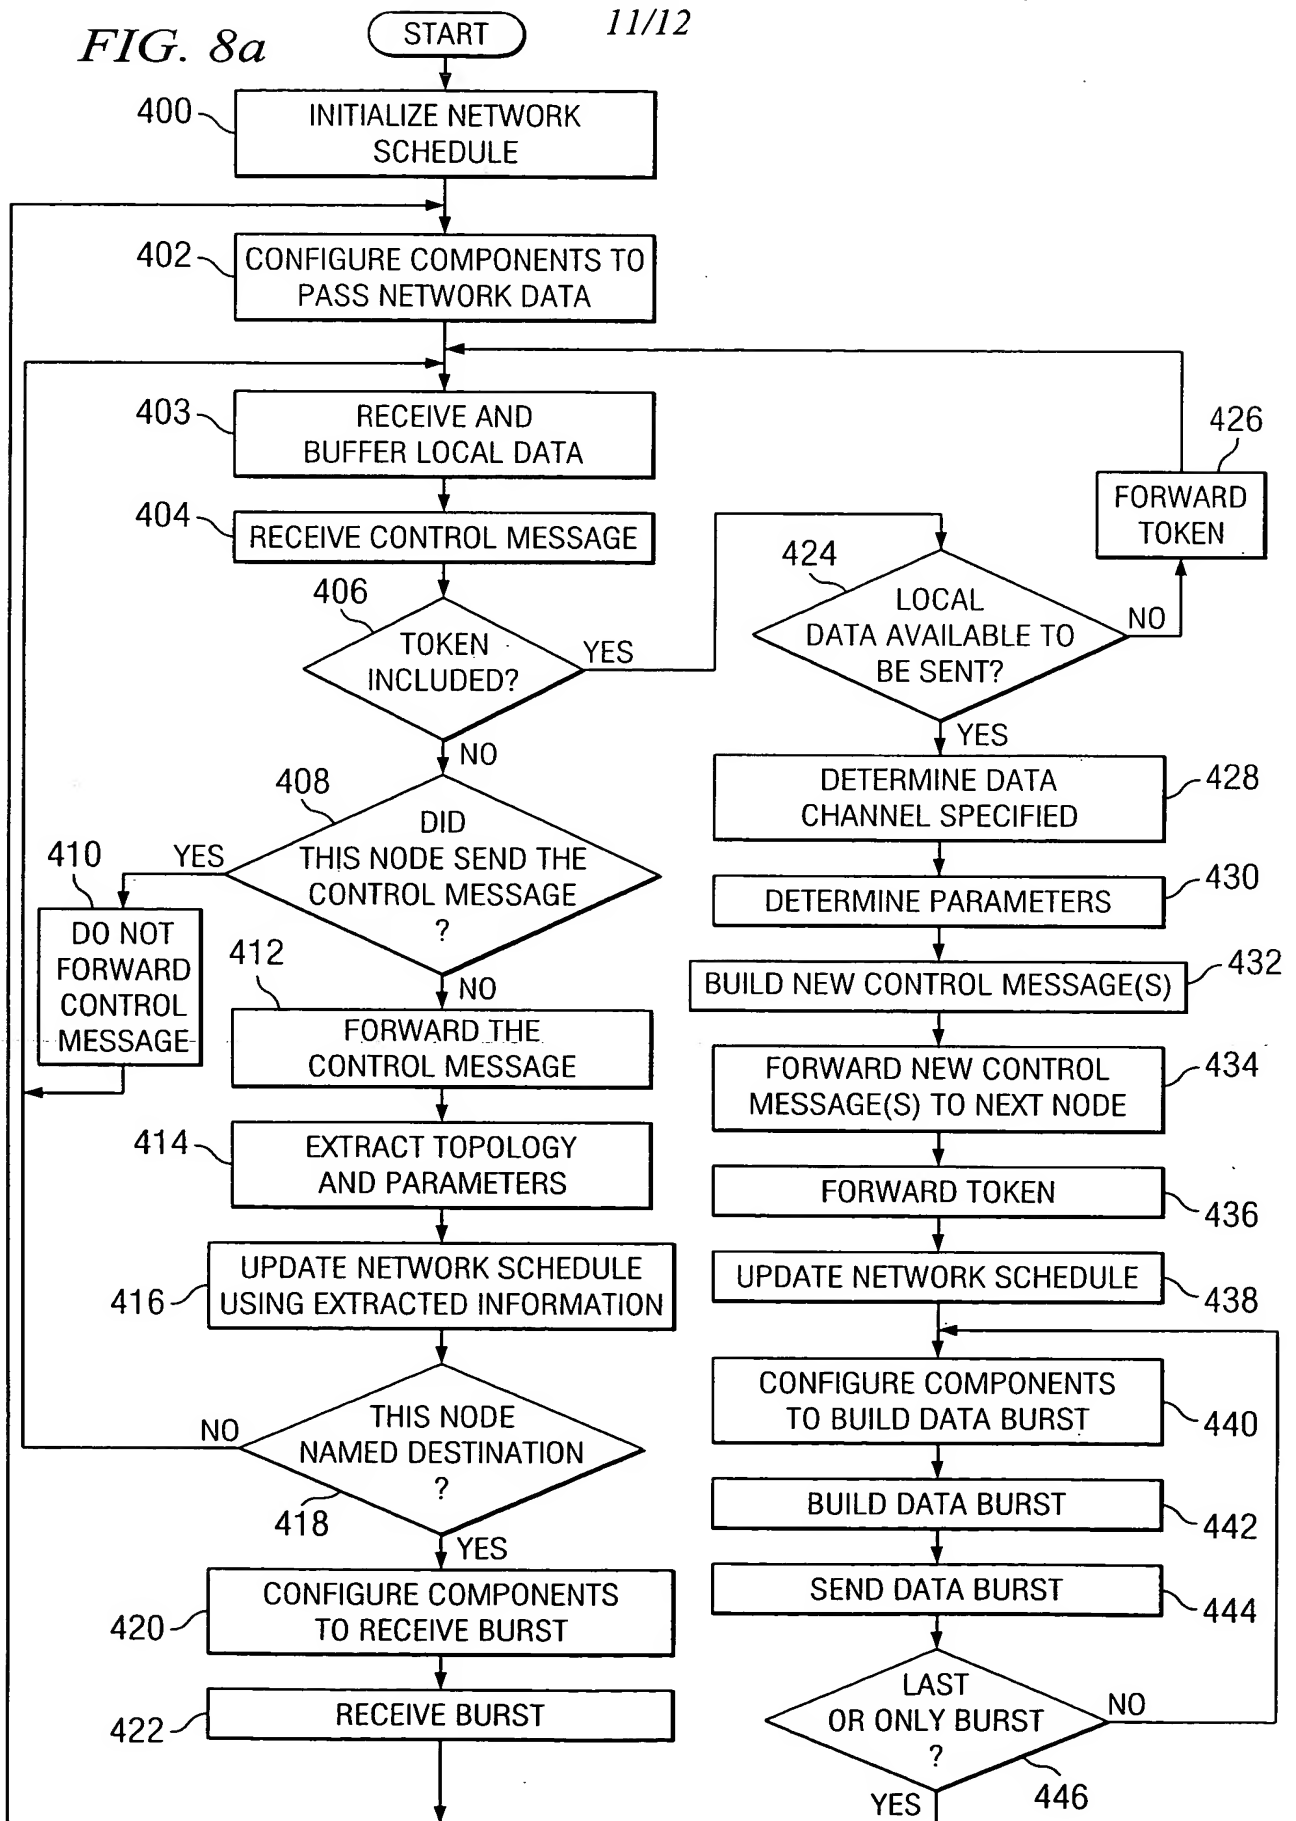 FIG. 8a
11/12
START
400
INITIALIZE NETWORK
SCHEDULE
402
CONFIGURE COMPONENTS TO
PASS NETWORK DATA
403
RECEIVE AND
BUFFER LOCAL DATA
404
RECEIVE CONTROL MESSAGE
406
TOKEN
INCLUDED?
YES
NO
408
DID
THIS NODE SEND THE
CONTROL MESSAGE
?
YES
NO
410
DO NOT
FORWARD
CONTROL
MESSAGE
412
FORWARD THE
CONTROL MESSAGE
414
EXTRACT TOPOLOGY
AND PARAMETERS
416
UPDATE NETWORK SCHEDULE
USING EXTRACTED INFORMATION
THIS NODE
NAMED DESTINATION
?
NO
418
YES
420
CONFIGURE COMPONENTS
TO RECEIVE BURST
422
RECEIVE BURST
424
LOCAL
DATA AVAILABLE TO
BE SENT?
NO
426
FORWARD
TOKEN
YES
DETERMINE DATA
CHANNEL SPECIFIED
428
DETERMINE PARAMETERS
430
BUILD NEW CONTROL MESSAGE(S)
432
FORWARD NEW CONTROL
MESSAGE(S) TO NEXT NODE
434
FORWARD TOKEN
436
UPDATE NETWORK SCHEDULE
438
CONFIGURE COMPONENTS
TO BUILD DATA BURST
440
BUILD DATA BURST
442
SEND DATA BURST
444
LAST
OR ONLY BURST
?
NO
446
YES